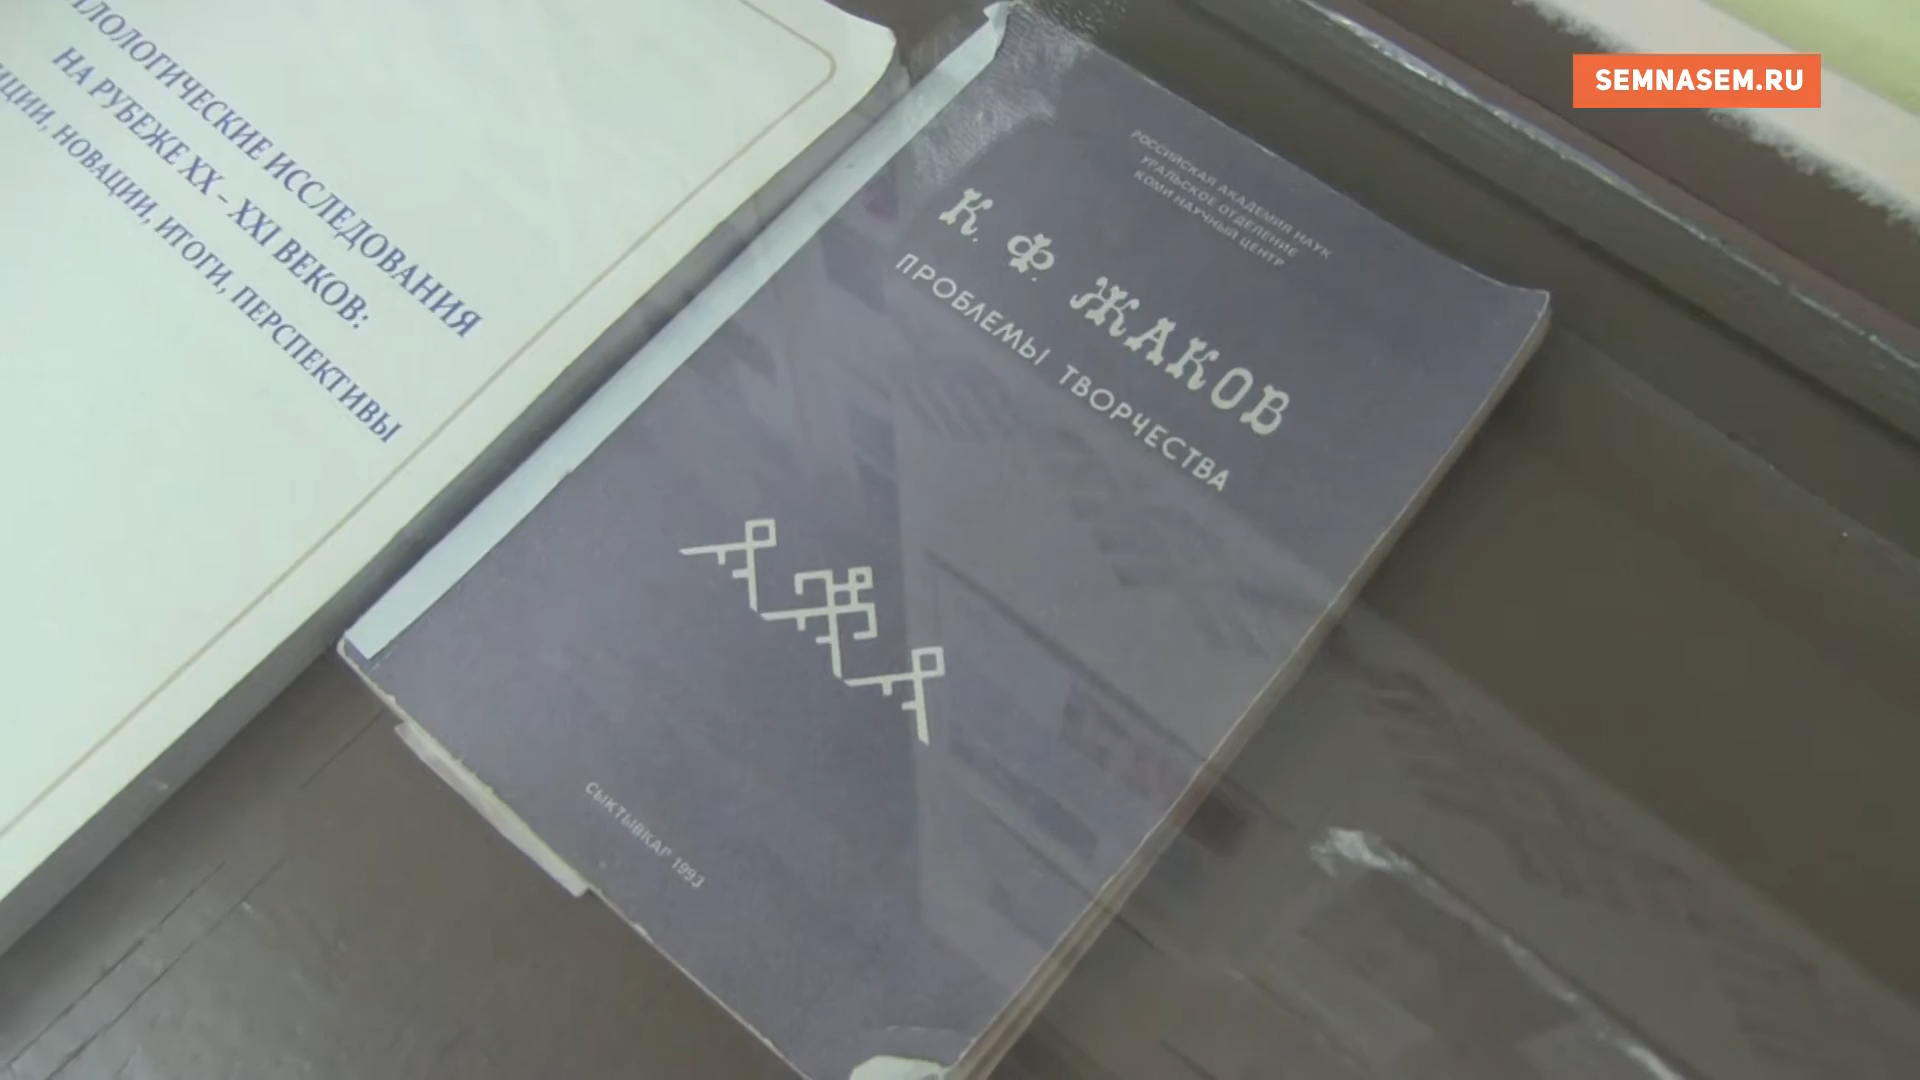 ЛОЛОГИЧЕСКИЕ ИССЛЕДОВАНИЯ
НА РУБЕЖЕ XX – XXI ВЕКОВ:
ЦИИ, НОВАЦИИ, ИТОГИ, ПЕРСПЕКТИВЫ
РОССИЙСКАЯ АКАДЕМИЯ НАУК
УРАЛЬСКОЕ ОТДЕЛЕНИЕ
КОМИ НАУЧНЫЙ ЦЕНТР
К. Ф. ЖАКОВ
ПРОБЛЕМЫ ТВОРЧЕСТВА
СЫКТЫВКАР 1993
SEMNASEM.RU